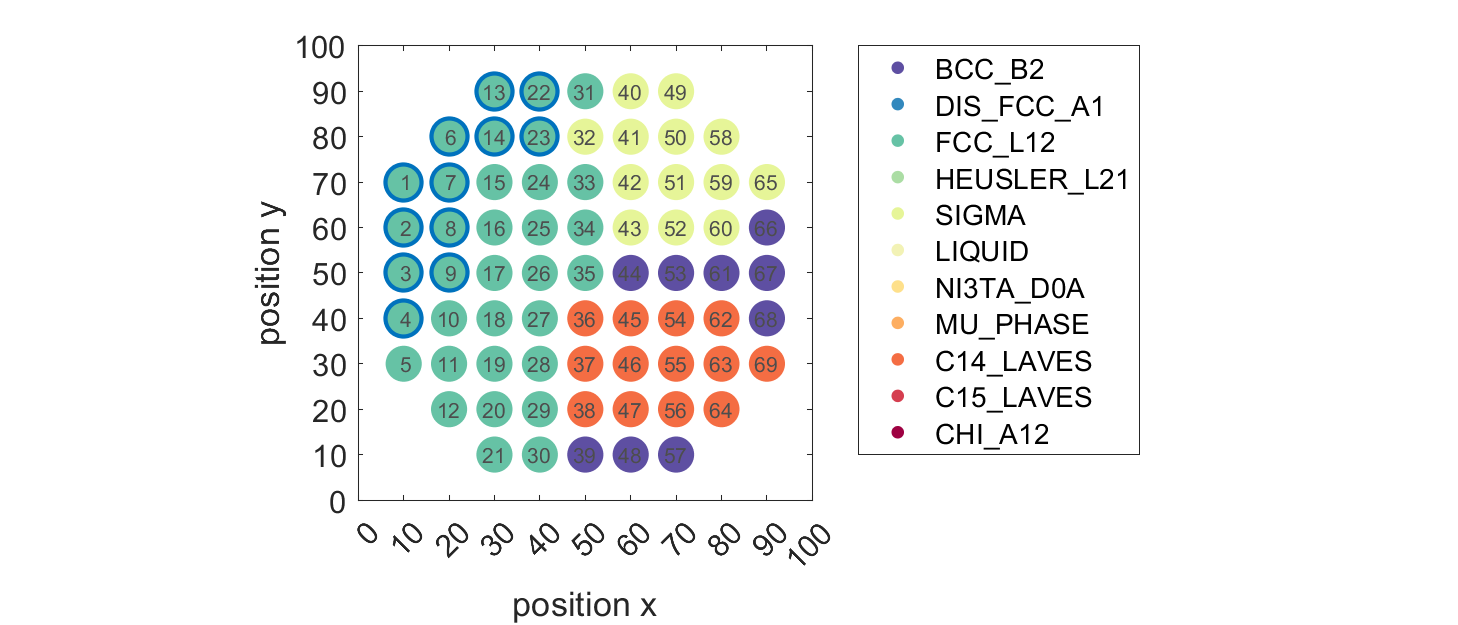 100
90
80
70
60
50
40
30
20
10
0
position y
13 22 31 40 49
6 14 23 32 41 50 58
1 7 15 24 33 42 51 59 65
2 8 16 25 34 43 52 60 66
3 9 17 26 35 44 53 61 67
4 10 18 27 36 45 54 62 68
5 11 19 28 37 46 55 63 69
12 20 29 38 47 56 64
21 30 39 48 57
0 10 20 30 40 50 60 70 80 90 100
position x
BCC_B2
DIS_FCC_A1
FCC_L12
HEUSLER_L21
SIGMA
LIQUID
NI3TA_D0A
MU_PHASE
C14_LAVES
C15_LAVES
CHI_A12